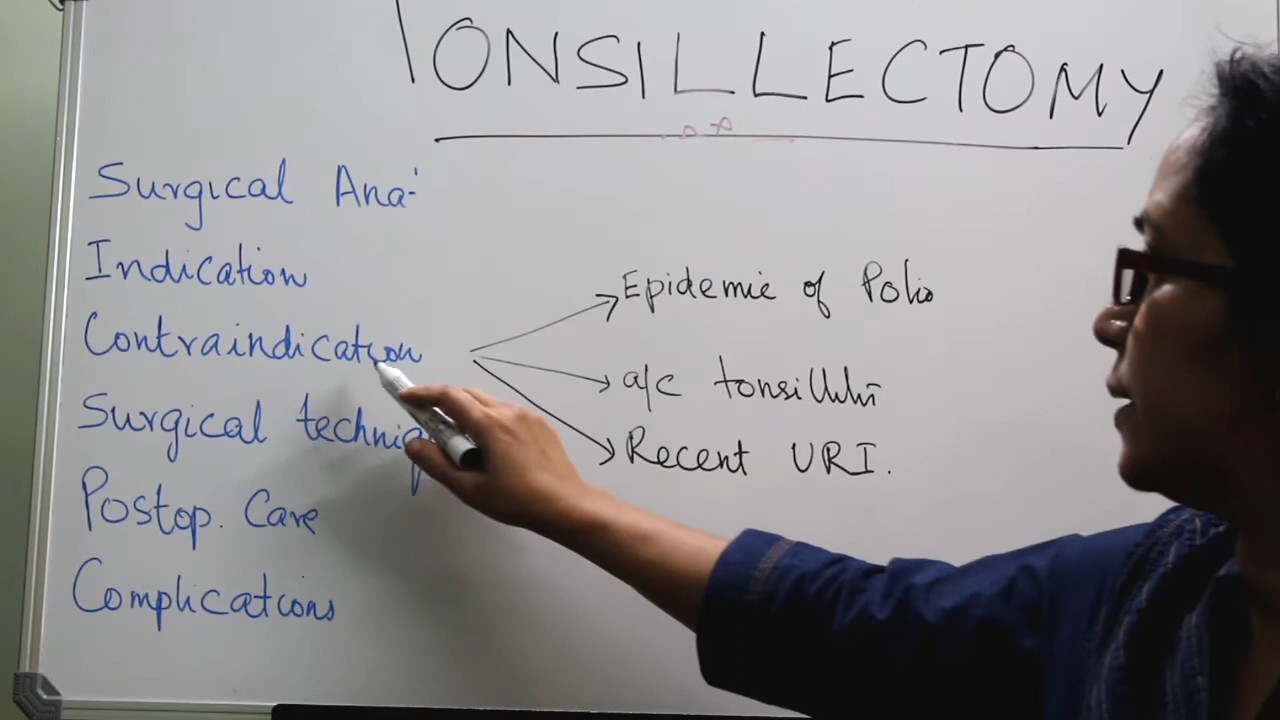 TONSILLECTOMY
Surgical Ana-
Indication
Contraindication
Surgical techniq
Postop. Care
Complications
Epidemic of Polio
a/c tonsillitis
Recent URI.